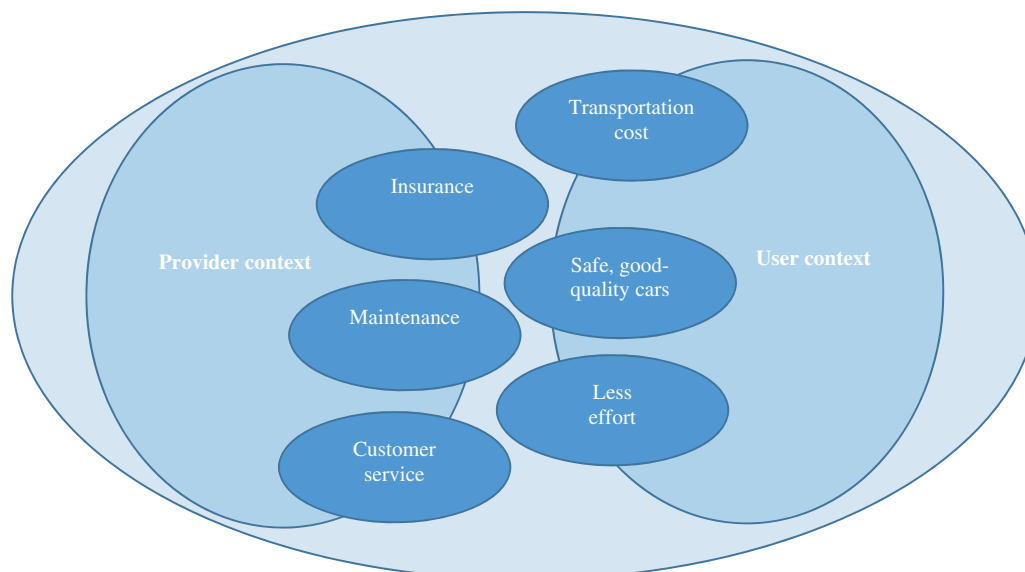 Transportation
cost
Insurance
Provider context
User context
Safe, good-
quality cars
Maintenance
Less
effort
Customer
service